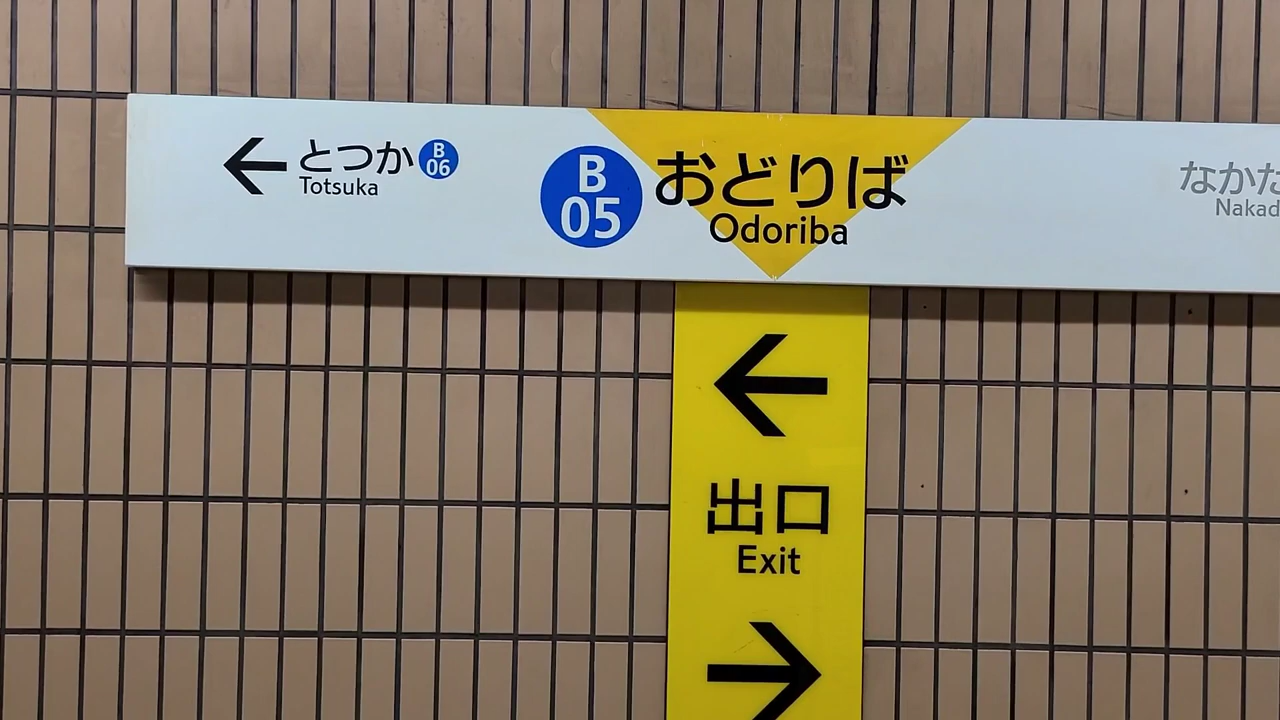 ← とつか B 06
Totsuka
B 05 おどりば
Odoriba
なかた
Nakad
←
出口
Exit
→